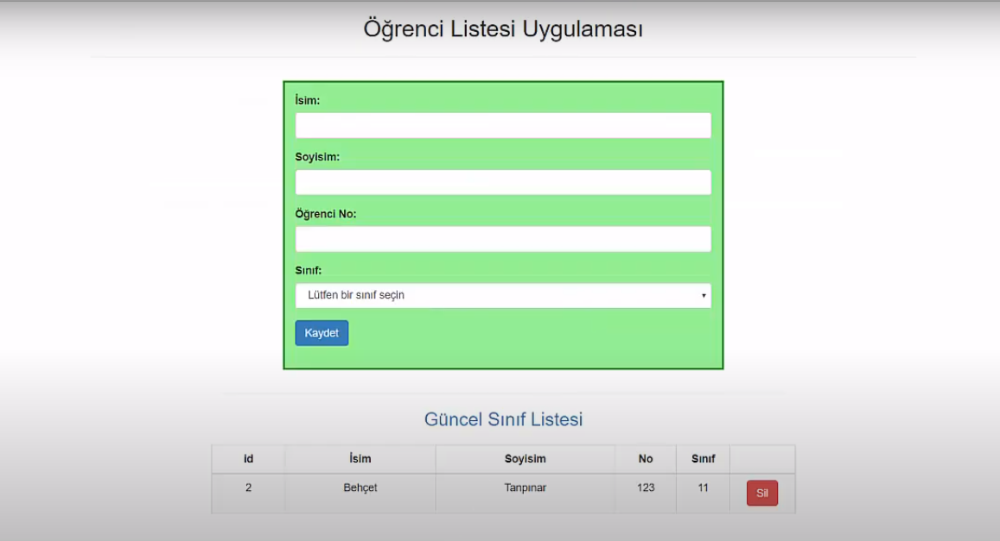 Öğrenci Listesi Uygulaması
İsim:
Soyisim:
Öğrenci No:
Sınıf:
Lütfen bir sınıf seçin
Kaydet
Güncel Sınıf Listesi
id İsim Soyisim No Sınıf
2 Behçet Tanpınar 123 11 Sil